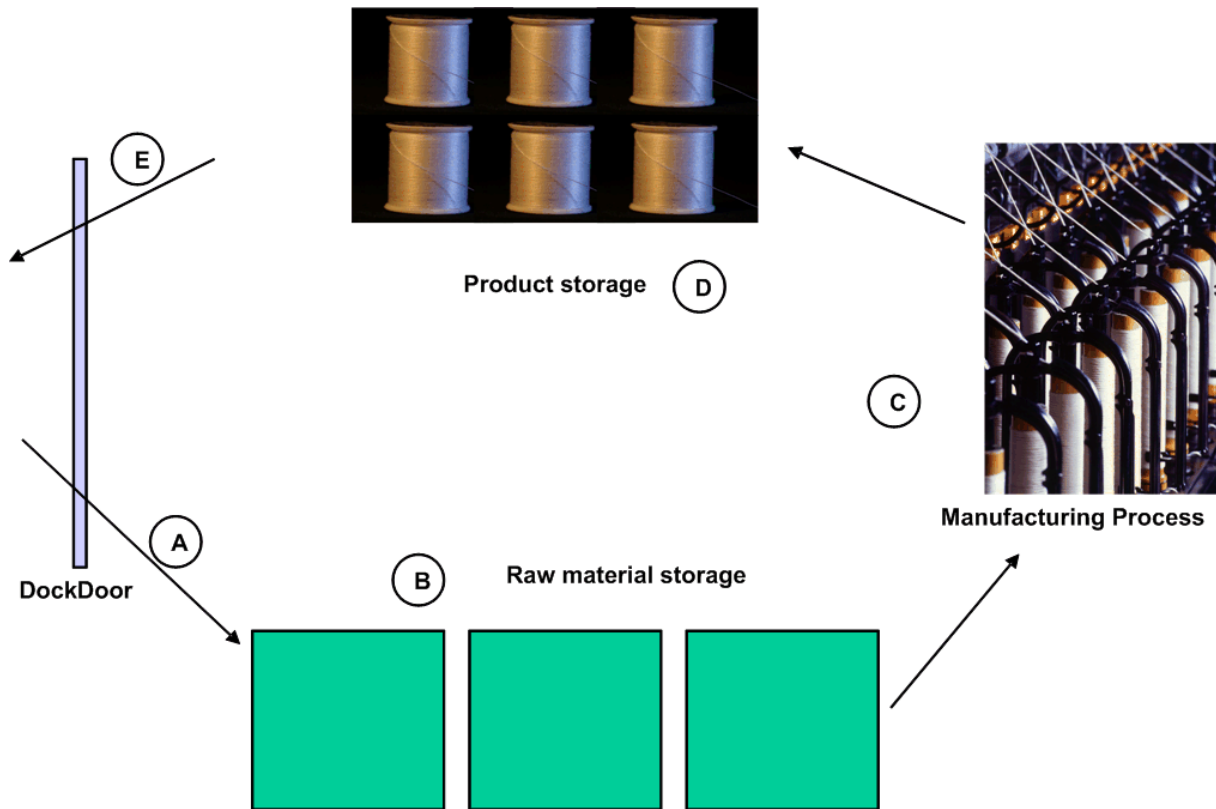 E
Product storage
D
C
Manufacturing Process
A
DockDoor
B
Raw material storage